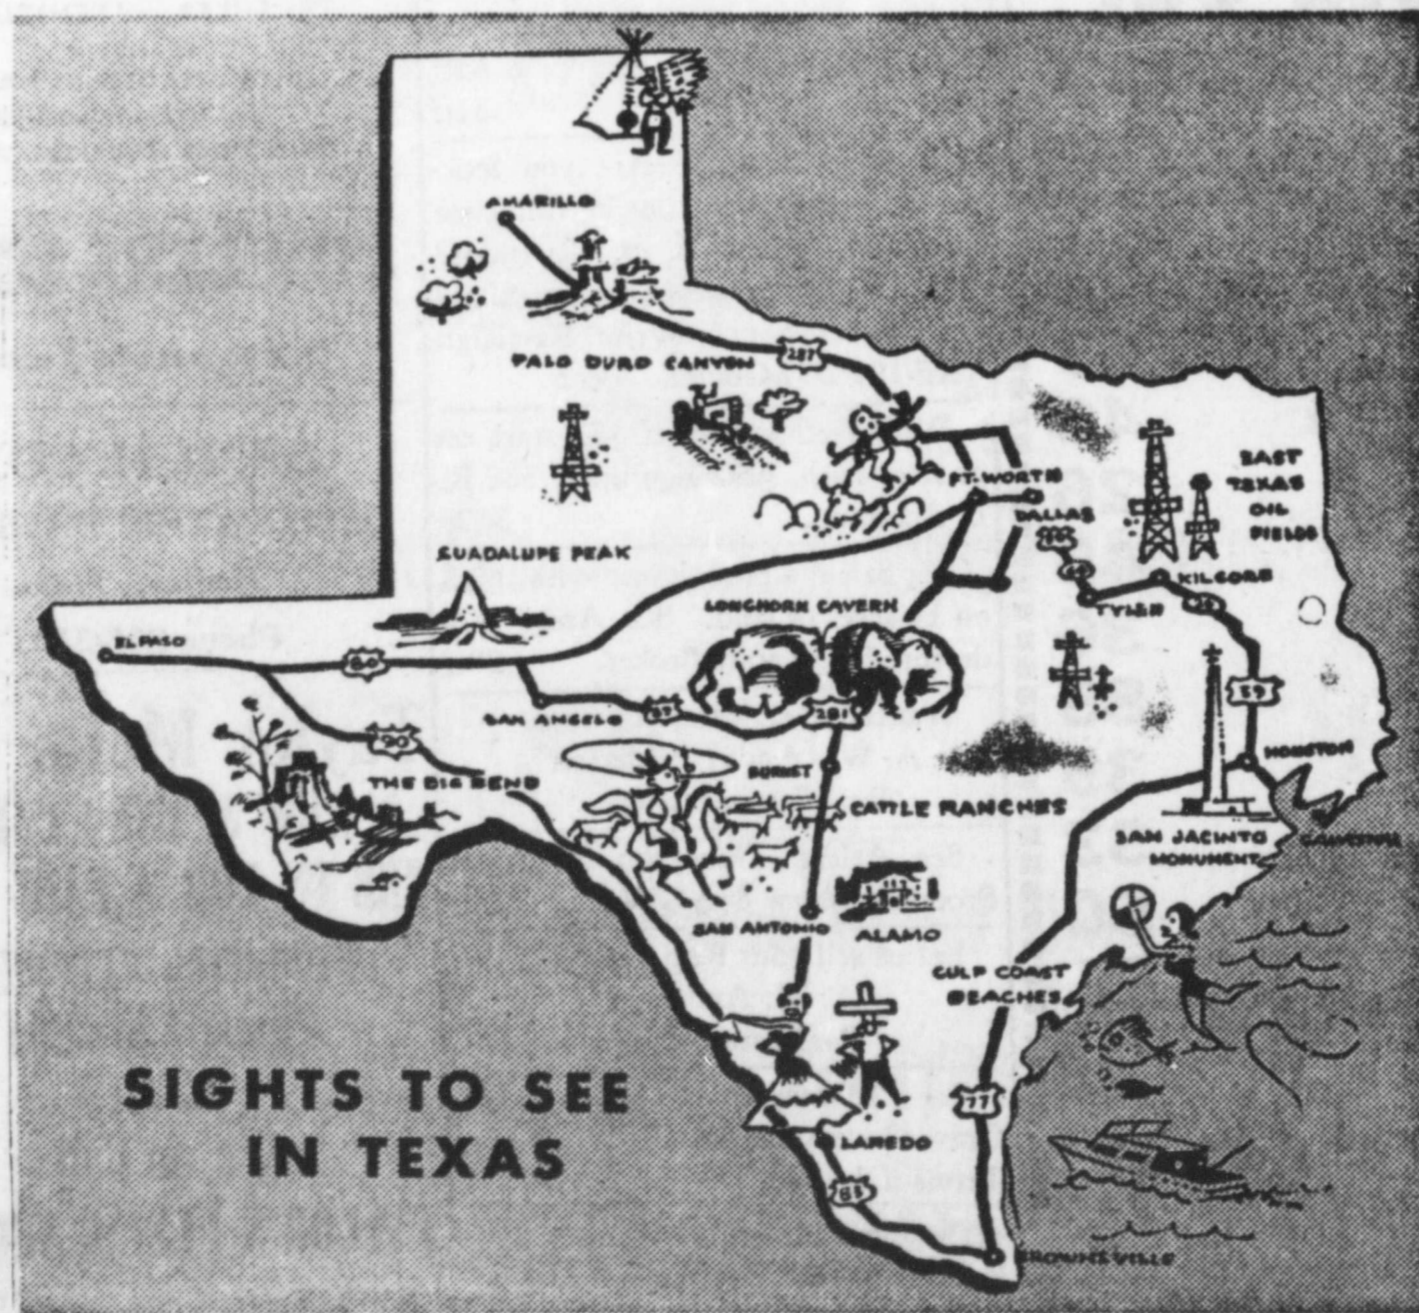 AMARILLO
PALO DURO CANYON
287
FT. WORTH
DALLAS
EAST
TEXAS
OIL
FIELDS
GUADALUPE PEAK
KILGORE
TYLER
LONGHORN CAVERN
EL PASO
80
59
SAN ANGELO
87
281
90
HOUSTON
THE BIG BEND
BURNET
CATTLE RANCHES
SAN JACINTO
MONUMENT
GALVESTON
SAN ANTONIO
ALAMO
GULF COAST
BEACHES
SIGHTS TO SEE
IN TEXAS
77
LAREDO
83
BROWNSVILLE